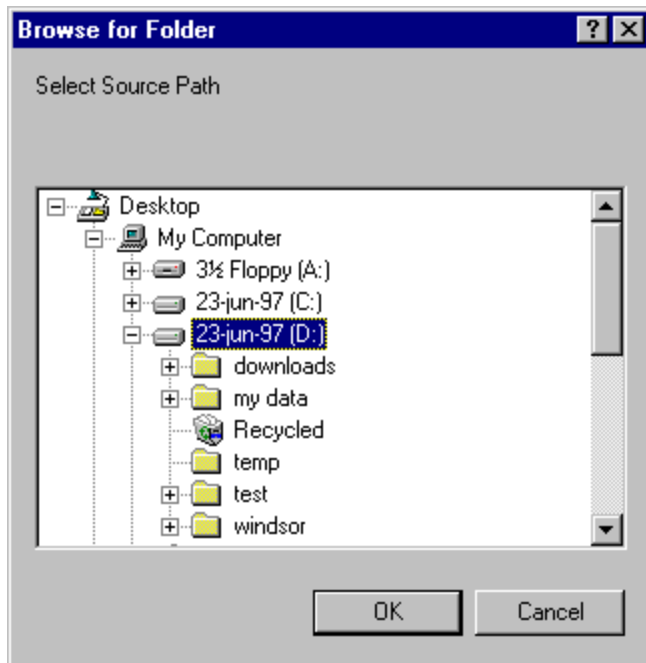 Browse for Folder
Select Source Path
Desktop
My Computer
3½ Floppy (A:)
23-jun-97 (C:)
23-jun-97 (D:)
downloads
my data
Recycled
temp
test
windsor
OK Cancel